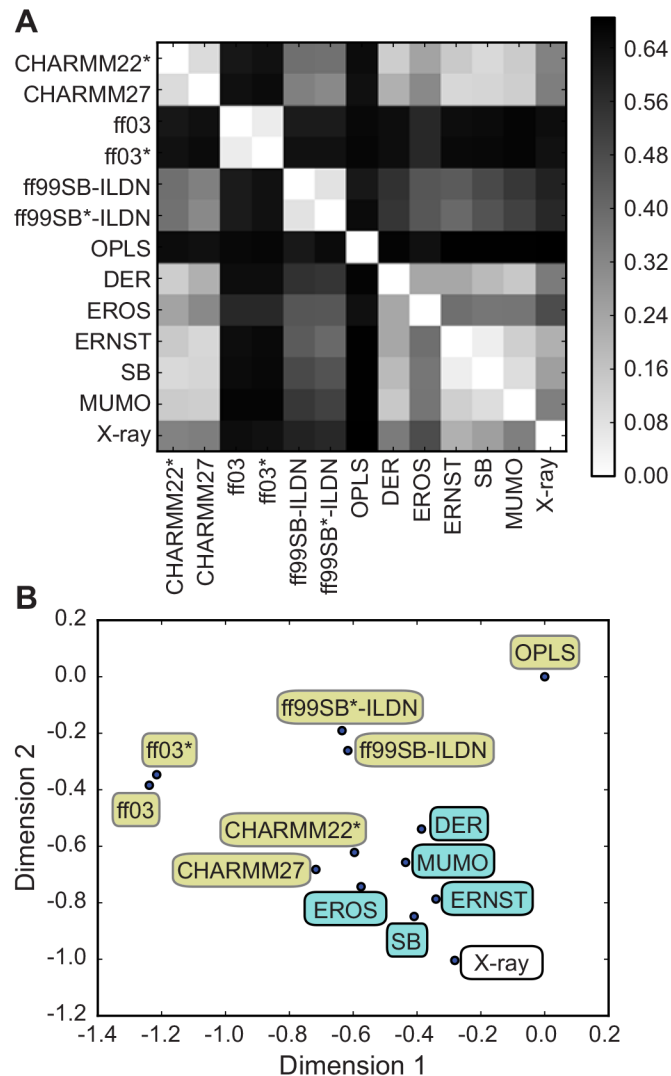 A
CHARMM22*
CHARMM27
ff03
ff03*
ff99SB-ILDN
ff99SB*-ILDN
OPLS
DER
EROS
ERNST
SB
MUMO
X-ray
0.64
0.56
0.48
0.40
0.32
0.24
0.16
0.08
0.00
CHARMM22*
CHARMM27
ff03
ff03*
ff99SB-ILDN
ff99SB*-ILDN
OPLS
DER
EROS
ERNST
SB
MUMO
X-ray
B
0.2
0.0
-0.2
-0.4
-0.6
-0.8
-1.0
-1.2
Dimension 2
OPLS
ff99SB*-ILDN
ff03*
ff99SB-ILDN
ff03
CHARMM22*
DER
CHARMM27
MUMO
EROS
ERNST
SB
X-ray
-1.4 -1.2 -1.0 -0.8 -0.6 -0.4 -0.2 0.0 0.2
Dimension 1